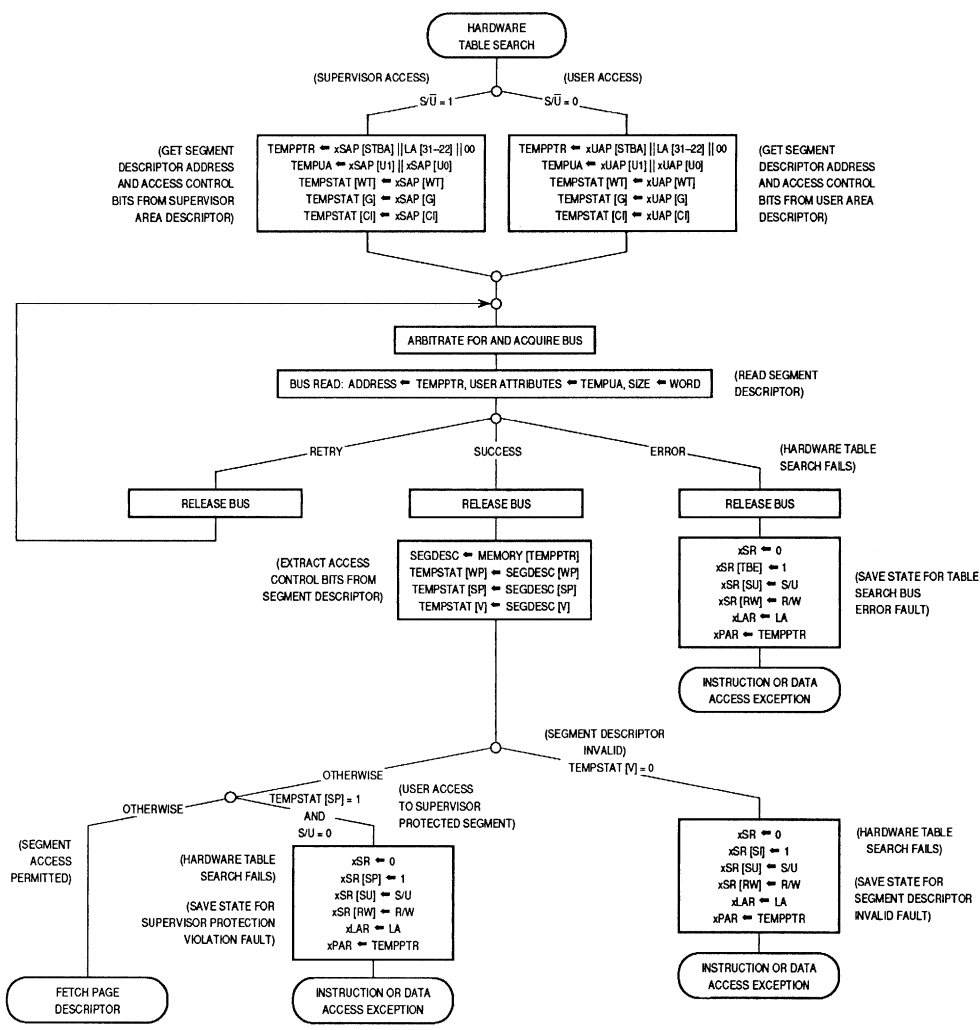 HARDWARE
TABLE SEARCH
(SUPERVISOR ACCESS)
(USER ACCESS)
S/U̅ = 1
S/U̅ = 0
(GET SEGMENT
DESCRIPTOR ADDRESS
AND ACCESS CONTROL
BITS FROM SUPERVISOR
AREA DESCRIPTOR)
TEMPPTR ← xSAP [STBA] || LA [31–22] || 00
TEMPUA ← xSAP [U1] || xSAP [U0]
TEMPSTAT [WT] ← xSAP [WT]
TEMPSTAT [G] ← xSAP [G]
TEMPSTAT [CI] ← xSAP [CI]
TEMPPTR ← xUAP [STBA] || LA [31–22] || 00
TEMPUA ← xUAP [U1] || xUAP [U0]
TEMPSTAT [WT] ← xUAP [WT]
TEMPSTAT [G] ← xUAP [G]
TEMPSTAT [CI] ← xUAP [CI]
(GET SEGMENT
DESCRIPTOR ADDRESS
AND ACCESS CONTROL
BITS FROM USER AREA
DESCRIPTOR)
ARBITRATE FOR AND ACQUIRE BUS
BUS READ: ADDRESS ← TEMPPTR, USER ATTRIBUTES ← TEMPUA, SIZE ← WORD
(READ SEGMENT
DESCRIPTOR)
RETRY
SUCCESS
ERROR
(HARDWARE TABLE
SEARCH FAILS)
RELEASE BUS
RELEASE BUS
RELEASE BUS
(EXTRACT ACCESS
CONTROL BITS FROM
SEGMENT DESCRIPTOR)
SEGDESC ← MEMORY [TEMPPTR]
TEMPSTAT [WP] ← SEGDESC [WP]
TEMPSTAT [SP] ← SEGDESC [SP]
TEMPSTAT [V] ← SEGDESC [V]
xSR ← 0
xSR [TBE] ← 1
xSR [SU] ← S/U
xSR [RW] ← R/W
xLAR ← LA
xPAR ← TEMPPTR
(SAVE STATE FOR TABLE
SEARCH BUS
ERROR FAULT)
INSTRUCTION OR DATA
ACCESS EXCEPTION
(SEGMENT DESCRIPTOR
INVALID)
TEMPSTAT [V] = 0
OTHERWISE
(USER ACCESS
TO SUPERVISOR
PROTECTED SEGMENT)
OTHERWISE
TEMPSTAT [SP] = 1
AND
S/U = 0
(SEGMENT
ACCESS
PERMITTED)
(HARDWARE TABLE
SEARCH FAILS)
(SAVE STATE FOR
SUPERVISOR PROTECTION
VIOLATION FAULT)
xSR ← 0
xSR [SP] ← 1
xSR [SU] ← S/U
xSR [RW] ← R/W
xLAR ← LA
xPAR ← TEMPPTR
xSR ← 0
xSR [SI] ← 1
xSR [SU] ← S/U
xSR [RW] ← R/W
xLAR ← LA
xPAR ← TEMPPTR
(HARDWARE TABLE
SEARCH FAILS)
(SAVE STATE FOR
SEGMENT DESCRIPTOR
INVALID FAULT)
FETCH PAGE
DESCRIPTOR
INSTRUCTION OR DATA
ACCESS EXCEPTION
INSTRUCTION OR DATA
ACCESS EXCEPTION